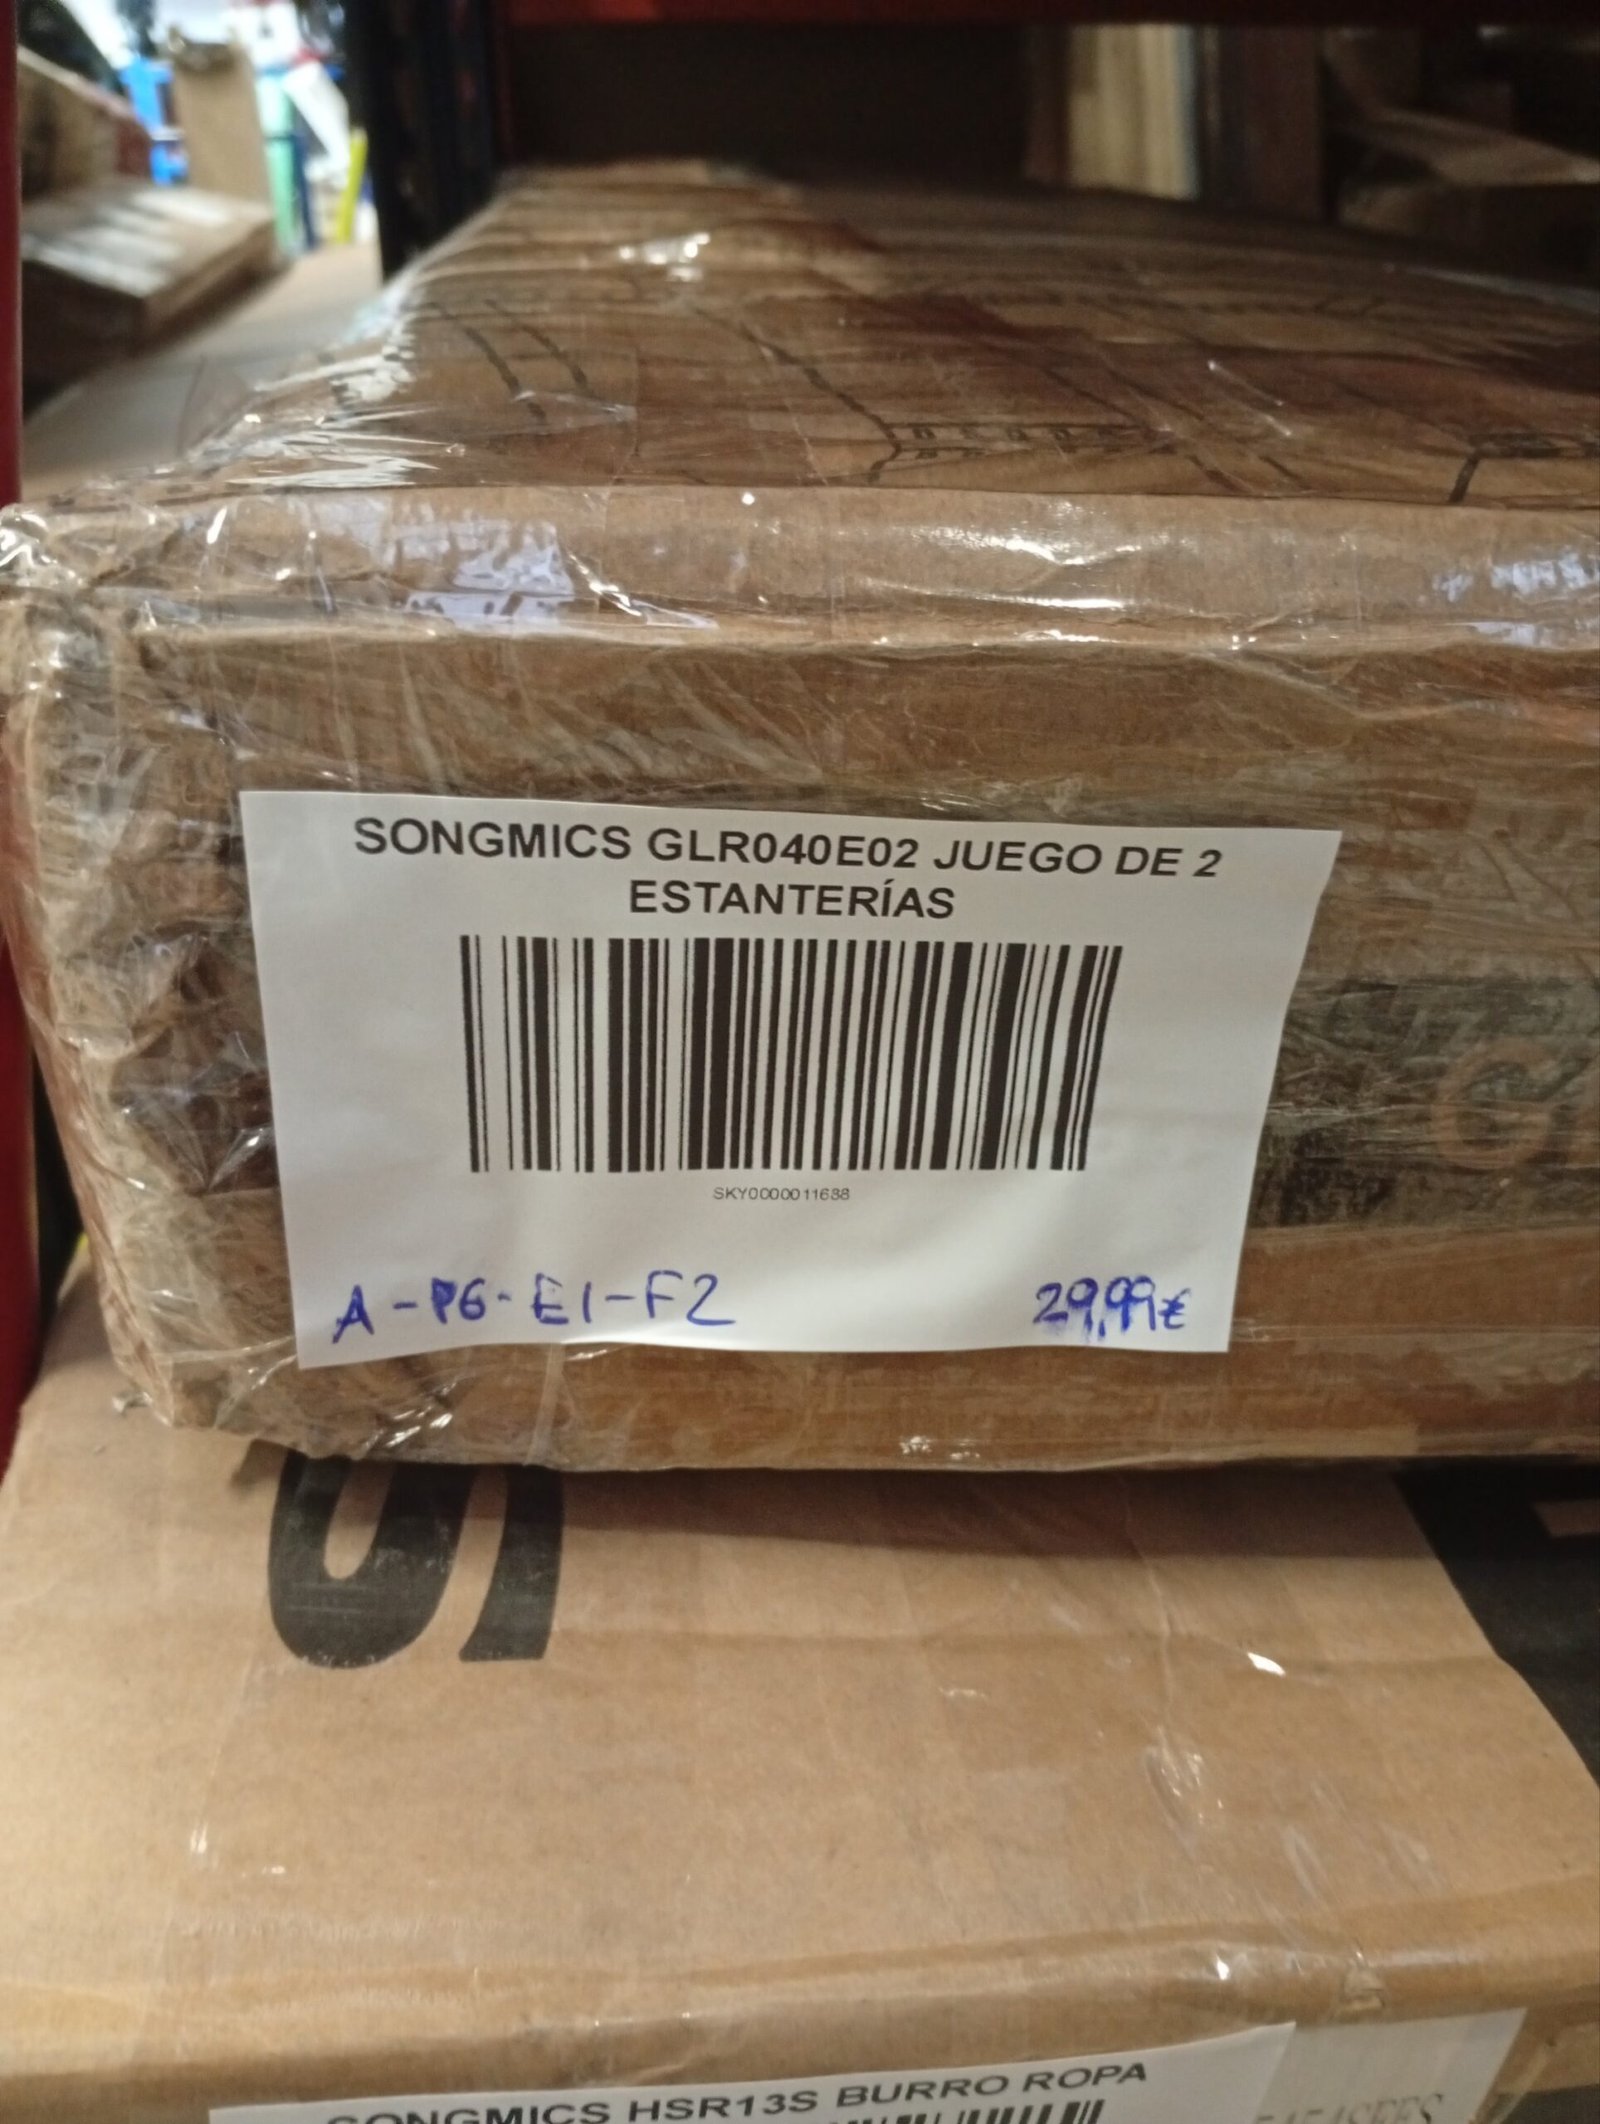 SONGMICS GLR040E02 JUEGO DE 2
ESTANTERÍAS
SKY0000011688
A-P6-E1-F2
29,99€
S
SONGMICS HSR13S BURRO ROPA